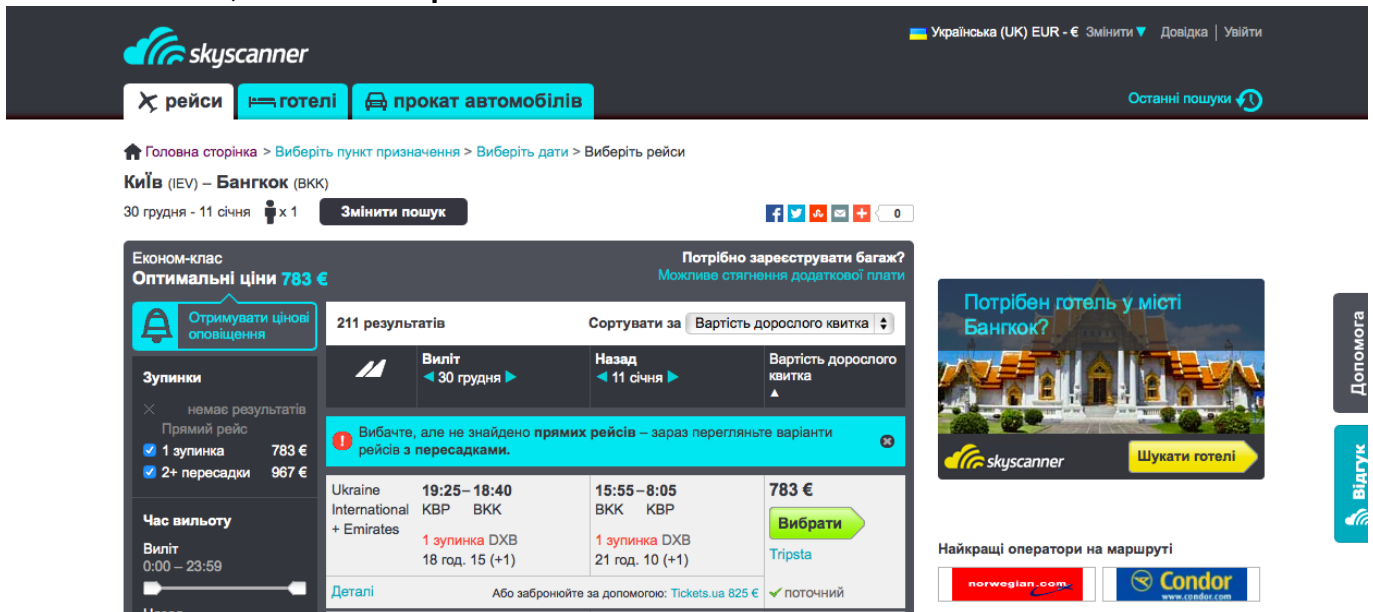 skyscanner
Українська (UK) EUR - € Змінити Довідка | Увійти
рейси готелі прокат автомобілів
Останні пошуки
Головна сторінка > Виберіть пункт призначення > Виберіть дати > Виберіть рейси
Київ (IEV) – Бангкок (BKK)
30 грудня - 11 січня x 1 Змінити пошук
0
Економ-клас
Оптимальні ціни 783 €
Потрібно зареєструвати багаж?
Можливе стягнення додаткової плати
Отримувати цінові
оповіщення
211 результатів
Сортувати за Вартість дорослого квитка
Зупинки
немає результатів
Прямий рейс
1 зупинка 783 €
2+ пересадки 967 €
Час вильоту
Виліт
0:00 – 23:59
Виліт
30 грудня
Назад
11 січня
Вартість дорослого
квитка
Вибачте, але не знайдено прямих рейсів – зараз перегляньте варіанти
рейсів з пересадками.
Ukraine
International
+ Emirates
19:25–18:40
KBP BKK
1 зупинка DXB
18 год. 15 (+1)
15:55–8:05
BKK KBP
1 зупинка DXB
21 год. 10 (+1)
783 €
Вибрати
Tripsta
Деталі
Або забронюйте за допомогою: Tickets.ua 825 €
поточний
Потрібен готель у місті
Бангкок?
skyscanner
Шукати готелі
Найкращі оператори на маршруті
norwegian.com
Condor
www.condor.com
Допомога
Відгук